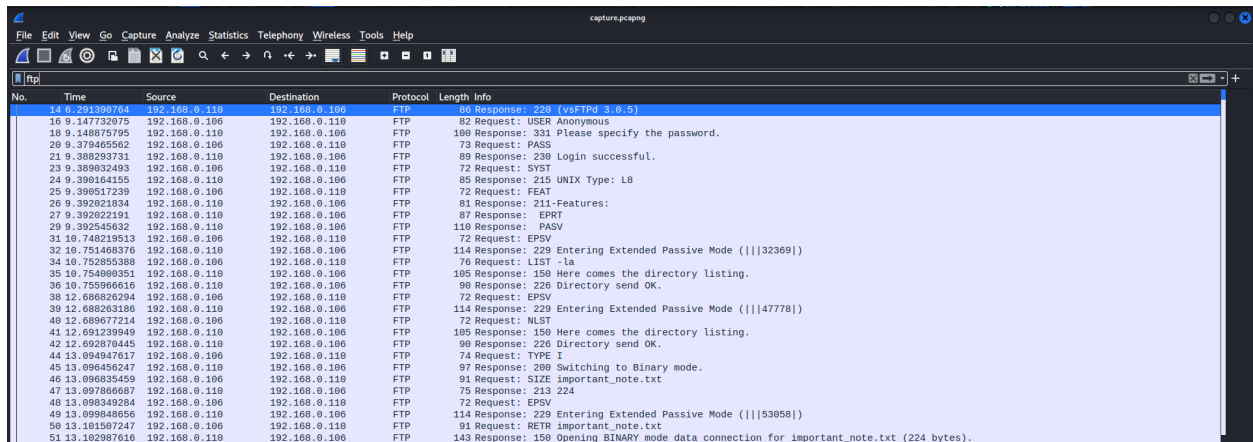 capture.pcapng
File Edit View Go Capture Analyze Statistics Telephony Wireless Tools Help
ftp
No. Time Source Destination Protocol Length Info
14 6.291390764 192.168.0.110 192.168.0.106 FTP 86 Response: 220 (vsFTPd 3.0.5)
16 9.147732075 192.168.0.106 192.168.0.110 FTP 82 Request: USER Anonymous
18 9.148875795 192.168.0.110 192.168.0.106 FTP 100 Response: 331 Please specify the password.
20 9.379465562 192.168.0.106 192.168.0.110 FTP 73 Request: PASS
21 9.388293731 192.168.0.110 192.168.0.106 FTP 89 Response: 230 Login successful.
23 9.389032493 192.168.0.106 192.168.0.110 FTP 72 Request: SYST
24 9.390164155 192.168.0.110 192.168.0.106 FTP 85 Response: 215 UNIX Type: L8
25 9.390517239 192.168.0.106 192.168.0.110 FTP 72 Request: FEAT
26 9.392021834 192.168.0.110 192.168.0.106 FTP 81 Response: 211-Features:
27 9.392022191 192.168.0.110 192.168.0.106 FTP 87 Response: EPRT
29 9.392545632 192.168.0.110 192.168.0.106 FTP 110 Response: PASV
31 10.748219513 192.168.0.106 192.168.0.110 FTP 72 Request: EPSV
32 10.751468376 192.168.0.110 192.168.0.106 FTP 114 Response: 229 Entering Extended Passive Mode (|||32369|)
34 10.752855388 192.168.0.106 192.168.0.110 FTP 76 Request: LIST -la
35 10.754000351 192.168.0.110 192.168.0.106 FTP 105 Response: 150 Here comes the directory listing.
36 10.755966616 192.168.0.110 192.168.0.106 FTP 90 Response: 226 Directory send OK.
38 12.686826294 192.168.0.106 192.168.0.110 FTP 72 Request: EPSV
39 12.688263186 192.168.0.110 192.168.0.106 FTP 114 Response: 229 Entering Extended Passive Mode (|||47778|)
40 12.689677214 192.168.0.106 192.168.0.110 FTP 72 Request: NLST
41 12.691239949 192.168.0.110 192.168.0.106 FTP 105 Response: 150 Here comes the directory listing.
42 12.692870445 192.168.0.110 192.168.0.106 FTP 90 Response: 226 Directory send OK.
44 13.094947617 192.168.0.106 192.168.0.110 FTP 74 Request: TYPE I
45 13.096456247 192.168.0.110 192.168.0.106 FTP 97 Response: 200 Switching to Binary mode.
46 13.096835459 192.168.0.106 192.168.0.110 FTP 91 Request: SIZE important_note.txt
47 13.097866687 192.168.0.110 192.168.0.106 FTP 75 Response: 213 224
48 13.098349284 192.168.0.106 192.168.0.110 FTP 72 Request: EPSV
49 13.099848656 192.168.0.110 192.168.0.106 FTP 114 Response: 229 Entering Extended Passive Mode (|||53058|)
50 13.101507247 192.168.0.106 192.168.0.110 FTP 91 Request: RETR important_note.txt
51 13.102987616 192.168.0.110 192.168.0.106 FTP 143 Response: 150 Opening BINARY mode data connection for important_note.txt (224 bytes).